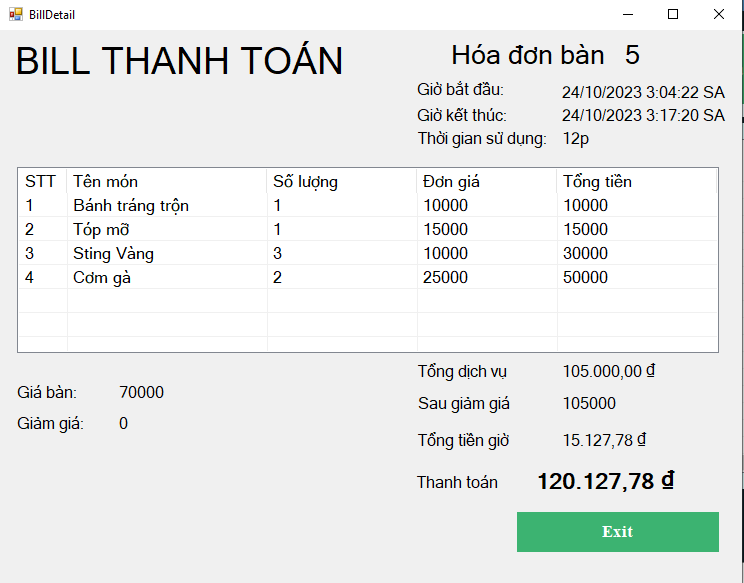 BillDetail
BILL THANH TOÁN
Hóa đơn bàn 5
Giờ bắt đầu: 24/10/2023 3:04:22 SA
Giờ kết thúc: 24/10/2023 3:17:20 SA
Thời gian sử dụng: 12p
STT Tên món Số lượng Đơn giá Tổng tiền
1 Bánh tráng trộn 1 10000 10000
2 Tóp mỡ 1 15000 15000
3 Sting Vàng 3 10000 30000
4 Cơm gà 2 25000 50000
Tổng dịch vụ 105.000,00 ₫
Giá bàn: 70000
Sau giảm giá 105000
Giảm giá: 0
Tổng tiền giờ 15.127,78 ₫
Thanh toán 120.127,78 ₫
Exit